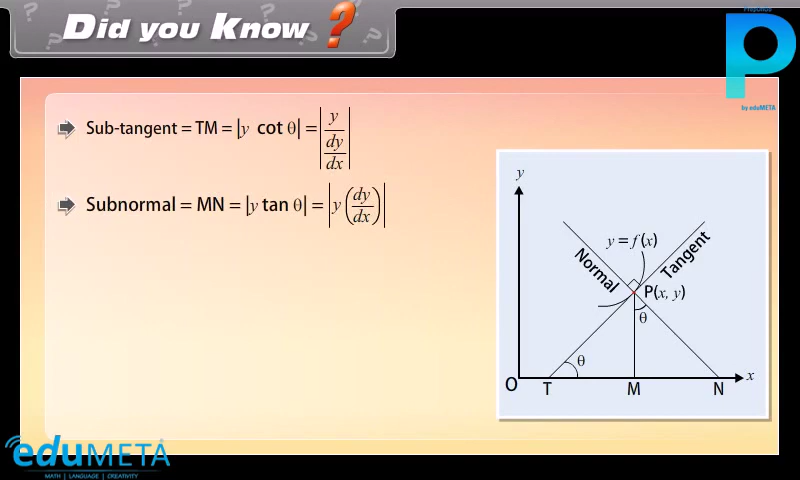 Did you Know ?
P
by eduMETA
⇒ Sub-tangent = TM = |y cot θ| = |y / (dy/dx)|
⇒ Subnormal = MN = |y tan θ| = |y (dy/dx)|
y
y = f(x)
Normal
Tangent
P(x, y)
θ
θ
x
O T M N
eduMETA
MATH | LANGUAGE | CREATIVITY